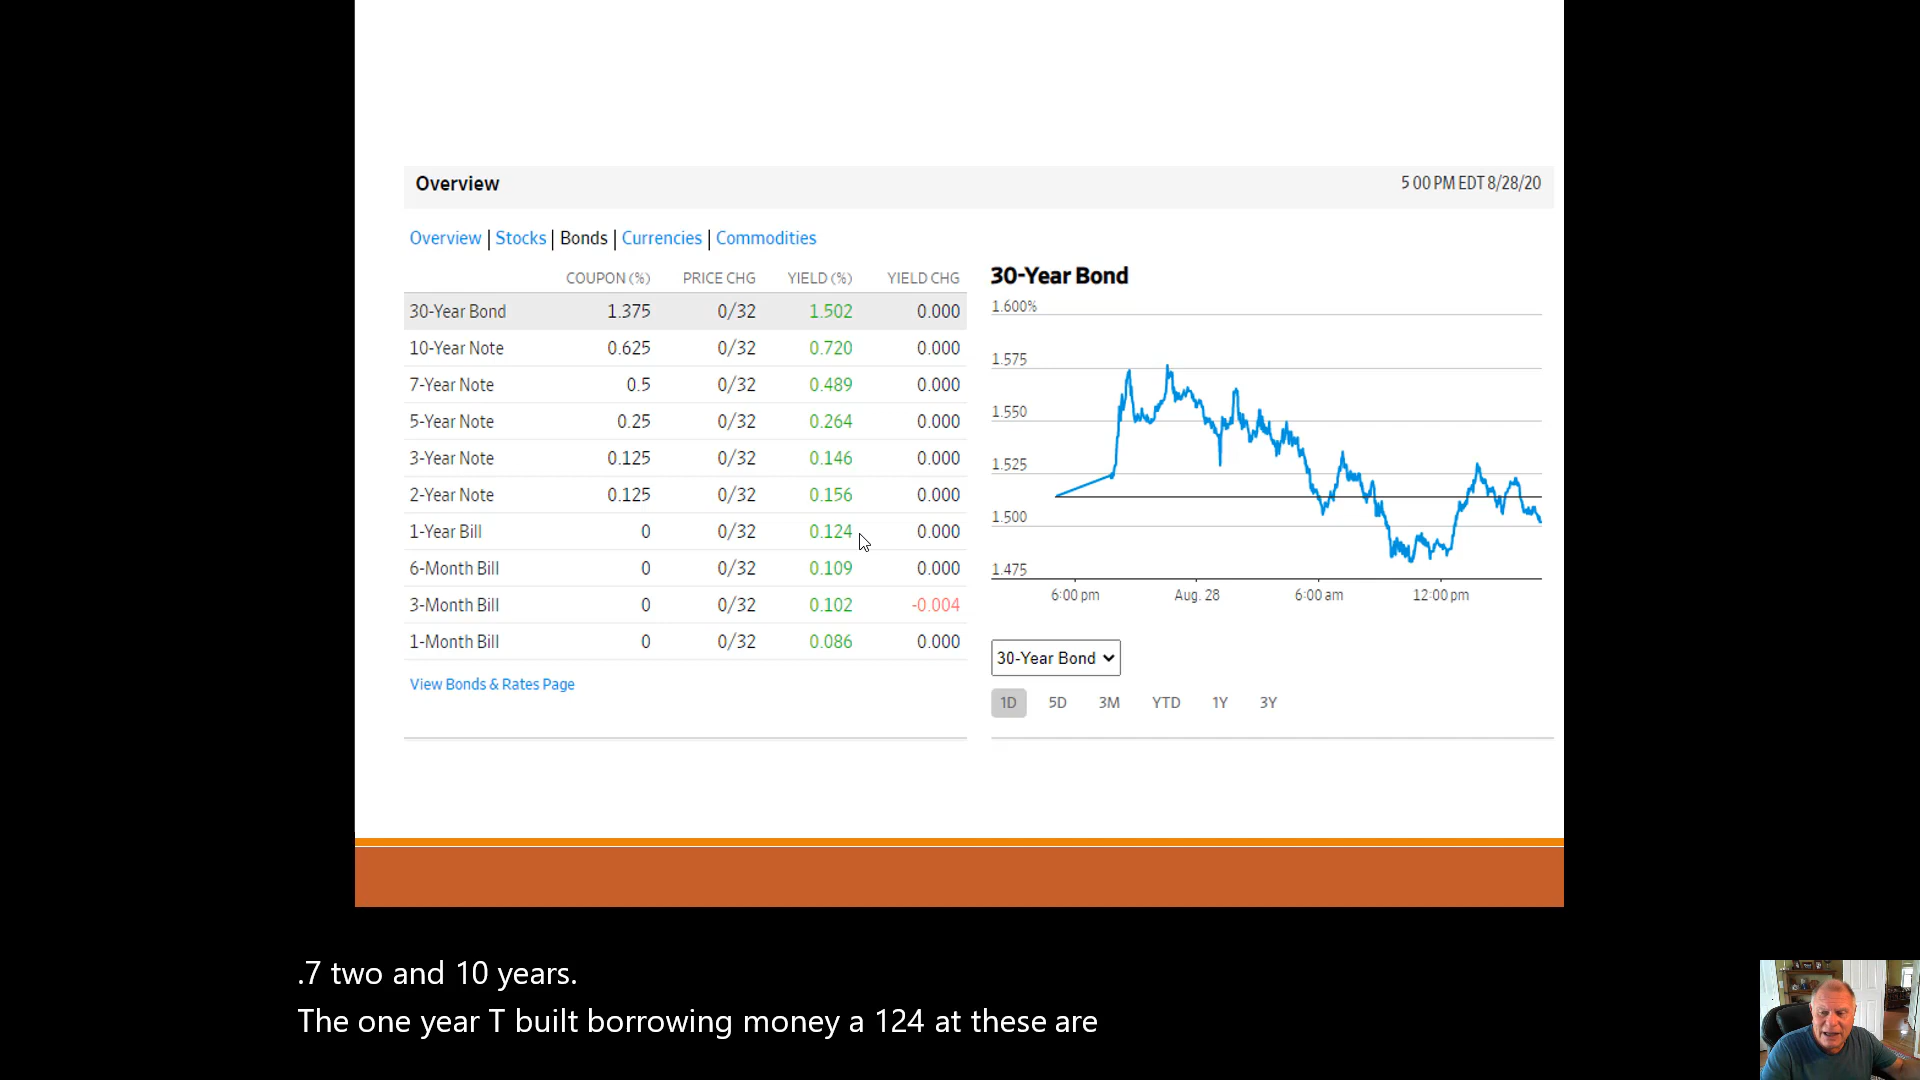 Overview 5 00 PM EDT 8/28/20
Overview | Stocks | Bonds | Currencies | Commodities
COUPON (%) PRICE CHG YIELD (%) YIELD CHG
30-Year Bond 1.375 0/32 1.502 0.000
10-Year Note 0.625 0/32 0.720 0.000
7-Year Note 0.5 0/32 0.489 0.000
5-Year Note 0.25 0/32 0.264 0.000
3-Year Note 0.125 0/32 0.146 0.000
2-Year Note 0.125 0/32 0.156 0.000
1-Year Bill 0 0/32 0.124 0.000
6-Month Bill 0 0/32 0.109 0.000
3-Month Bill 0 0/32 0.102 -0.004
1-Month Bill 0 0/32 0.086 0.000
View Bonds & Rates Page
30-Year Bond
1.600%
1.575
1.550
1.525
1.500
1.475
6:00 pm Aug. 28 6:00 am 12:00 pm
30-Year Bond
1D 5D 3M YTD 1Y 3Y
.7 two and 10 years.
The one year T built borrowing money a 124 at these are